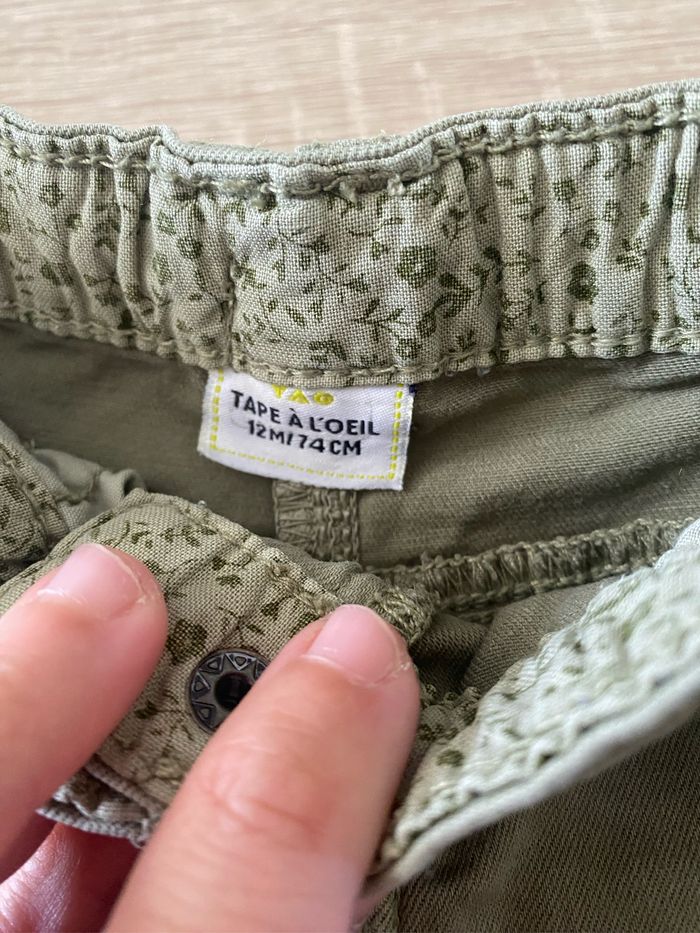 TAO
TAPE À L'OEIL
12M/74CM